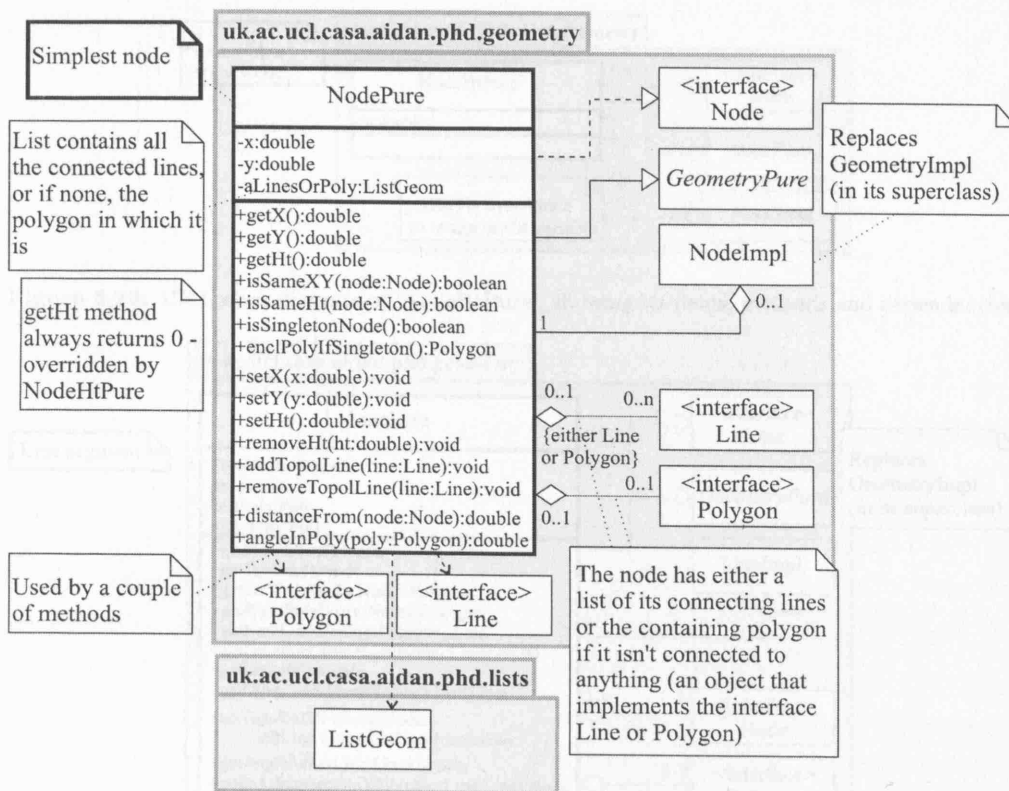 uk.ac.ucl.casa.aidan.phd.geometry
Simplest node
NodePure
-x:double
-y:double
-aLinesOrPoly:ListGeom
+getX():double
+getY():double
+getHt():double
+isSameXY(node:Node):boolean
+isSameHt(node:Node):boolean
+isSingletonNode():boolean
+enclPolyIfSingleton():Polygon
+setX(x:double):void
+setY(y:double):void
+setHt():double:void
+removeHt(ht:double):void
+addTopolLine(line:Line):void
+removeTopolLine(line:Line):void
+distanceFrom(node:Node):double
+angleInPoly(poly:Polygon):double
List contains all
the connected lines,
or if none, the
polygon in which it
is
getHt method
always returns 0 -
overridden by
NodeHtPure
Used by a couple
of methods
<interface>
Node
GeometryPure
NodeImpl
Replaces
GeometryImpl
(in its superclass)
0..1
1
0..1
0..n
{either Line
or Polygon}
0..1
0..1
<interface>
Line
<interface>
Polygon
<interface>
Polygon
<interface>
Line
The node has either a
list of its connecting lines
or the containing polygon
if it isn't connected to
anything (an object that
implements the interface
Line or Polygon)
uk.ac.ucl.casa.aidan.phd.lists
ListGeom